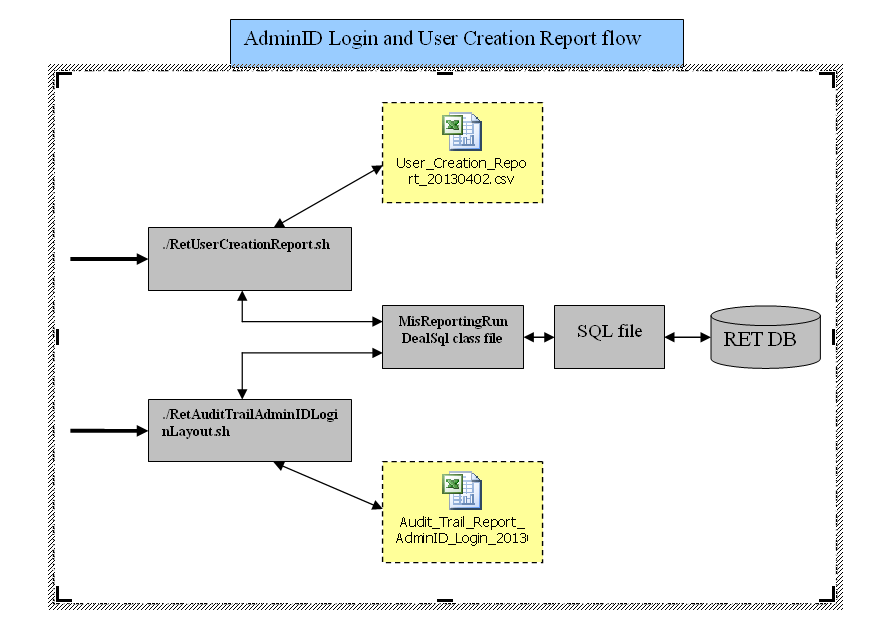 AdminID Login and User Creation Report flow
User_Creation_Repo
rt_20130402.csv
./RetUserCreationReport.sh
MisReportingRun
DealSql class file
SQL file
RET DB
./RetAuditTrailAdminIDLogi
nLayout.sh
Audit_Trail_Report_
AdminID_Login_2013